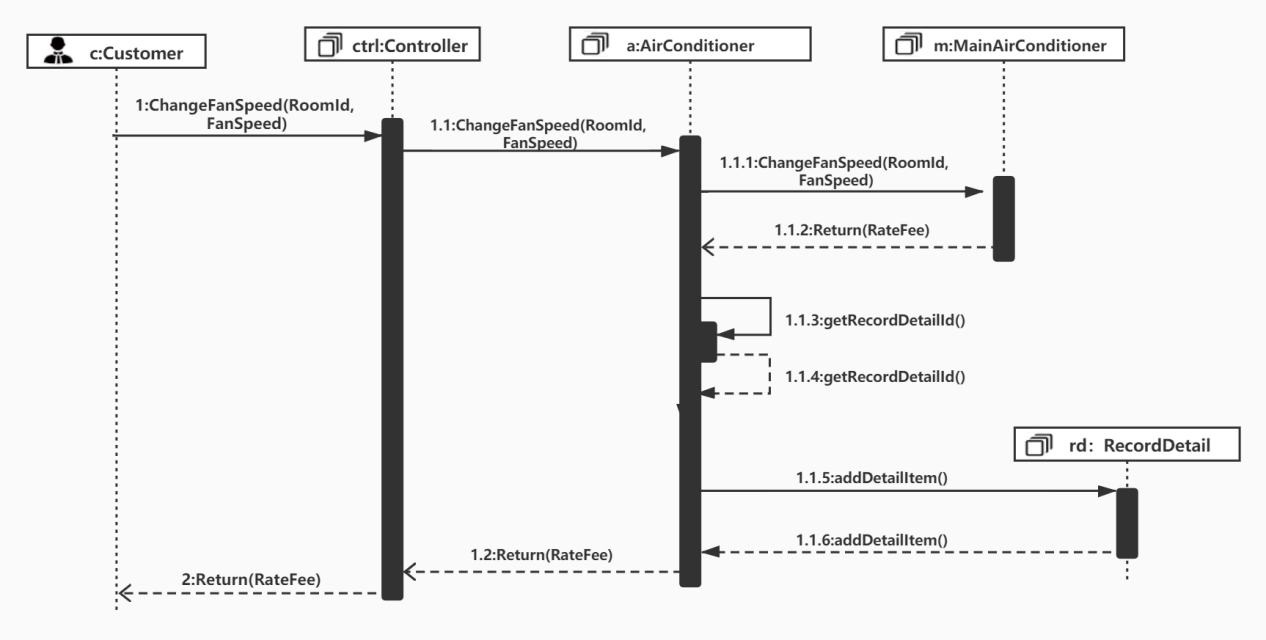 c:Customer
ctrl:Controller
a:AirConditioner
m:MainAirConditioner
1:ChangeFanSpeed(RoomId,
FanSpeed)
1.1:ChangeFanSpeed(RoomId,
FanSpeed)
1.1.1:ChangeFanSpeed(RoomId,
FanSpeed)
1.1.2:Return(RateFee)
1.1.3:getRecordDetailId()
1.1.4:getRecordDetailId()
rd：RecordDetail
1.1.5:addDetailItem()
1.1.6:addDetailItem()
1.2:Return(RateFee)
2:Return(RateFee)